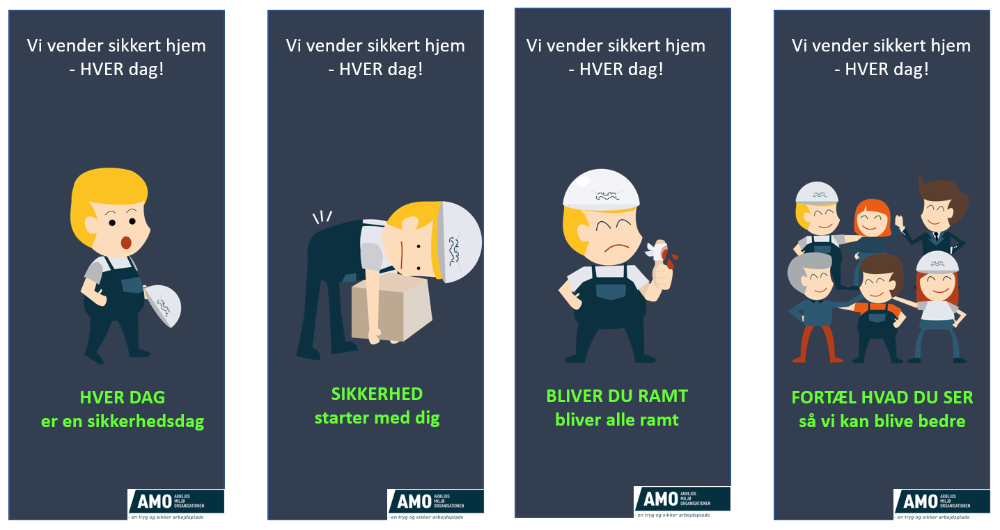 Vi vender sikkert hjem
- HVER dag!
HVER DAG
er en sikkerhedsdag
AMO
ARBEJDS
MILJØ
ORGANISATIONEN
- en tryg og sikker arbejdsplads
Vi vender sikkert hjem
- HVER dag!
SIKKERHED
starter med dig
AMO
ARBEJDS
MILJØ
ORGANISATIONEN
- en tryg og sikker arbejdsplads
Vi vender sikkert hjem
- HVER dag!
ALFA
LAVAL
BLIVER DU RAMT
bliver alle ramt
AMO
ARBEJDS
MILJØ
ORGANISATIONEN
- en tryg og sikker arbejdsplads
Vi vender sikkert hjem
- HVER dag!
FORTÆL HVAD DU SER
så vi kan blive bedre
AMO
ARBEJDS
MILJØ
ORGANISATIONEN
- en tryg og sikker arbejdsplads